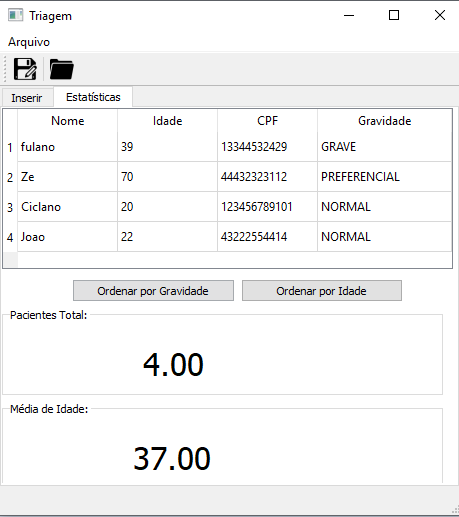 Triagem
Arquivo
Inserir Estatísticas
Nome Idade CPF Gravidade
1 fulano 39 13344532429 GRAVE
2 Ze 70 44432323112 PREFERENCIAL
3 Ciclano 20 123456789101 NORMAL
4 Joao 22 43222554414 NORMAL
Ordenar por Gravidade Ordenar por Idade
Pacientes Total:
4.00
Média de Idade:
37.00